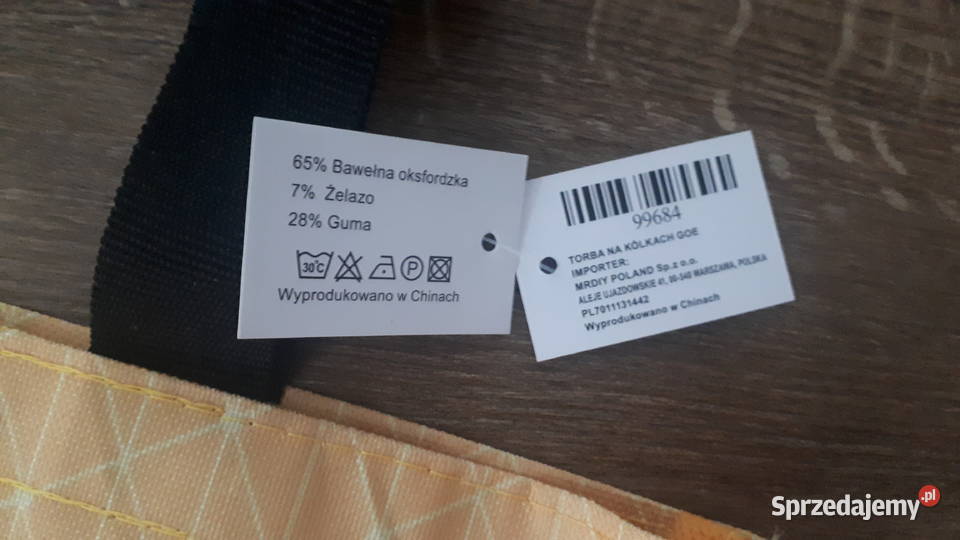 65% Bawełna oksfordzka
7% Żelazo
28% Guma
30°C
P
Wyprodukowano w Chinach
99684
TORBA NA KÓLKACH GOE
IMPORTER:
MRDIY POLAND Sp.z o.o.
ALEJE UJAZDOWSKIE 41, 00-540 WARSZAWA, POLSKA
PL7011131442
Wyprodukowano w Chinach
Sprzedajemy.pl